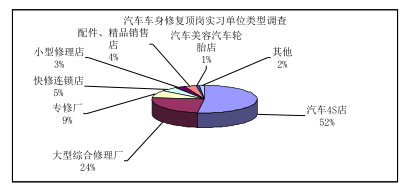 汽车车身修复顶岗实习单位类型调查
配件、精品销售
店
4%
汽车美容汽车轮
胎店
1%
其他
2%
小型修理店
3%
快修连锁店
5%
专修厂
9%
汽车4S店
52%
大型综合修理厂
24%